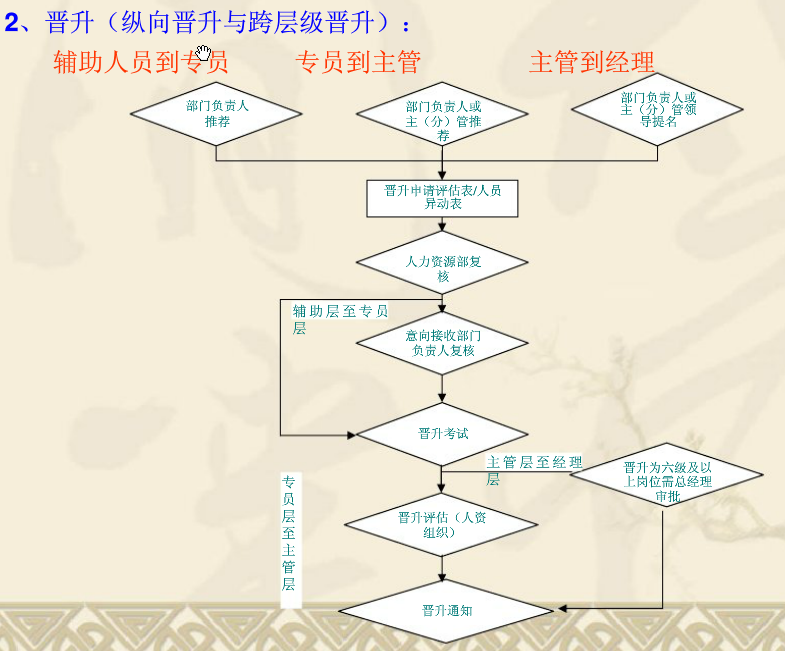 2、晋升（纵向晋升与跨层级晋升）：
辅助人员到专员
专员到主管
主管到经理
部门负责人
推荐
部门负责人或
主（分）管推
荐
部门负责人或
主（分）管领
导提名
晋升申请评估表/人员
异动表
人力资源部复
核
辅助层至专员
层
意向接收部门
负责人复核
晋升考试
主管层至经理
层
晋升为六级及以
上岗位需总经理
审批
专
员
层
至
主
管
层
晋升评估（人资
组织）
晋升通知